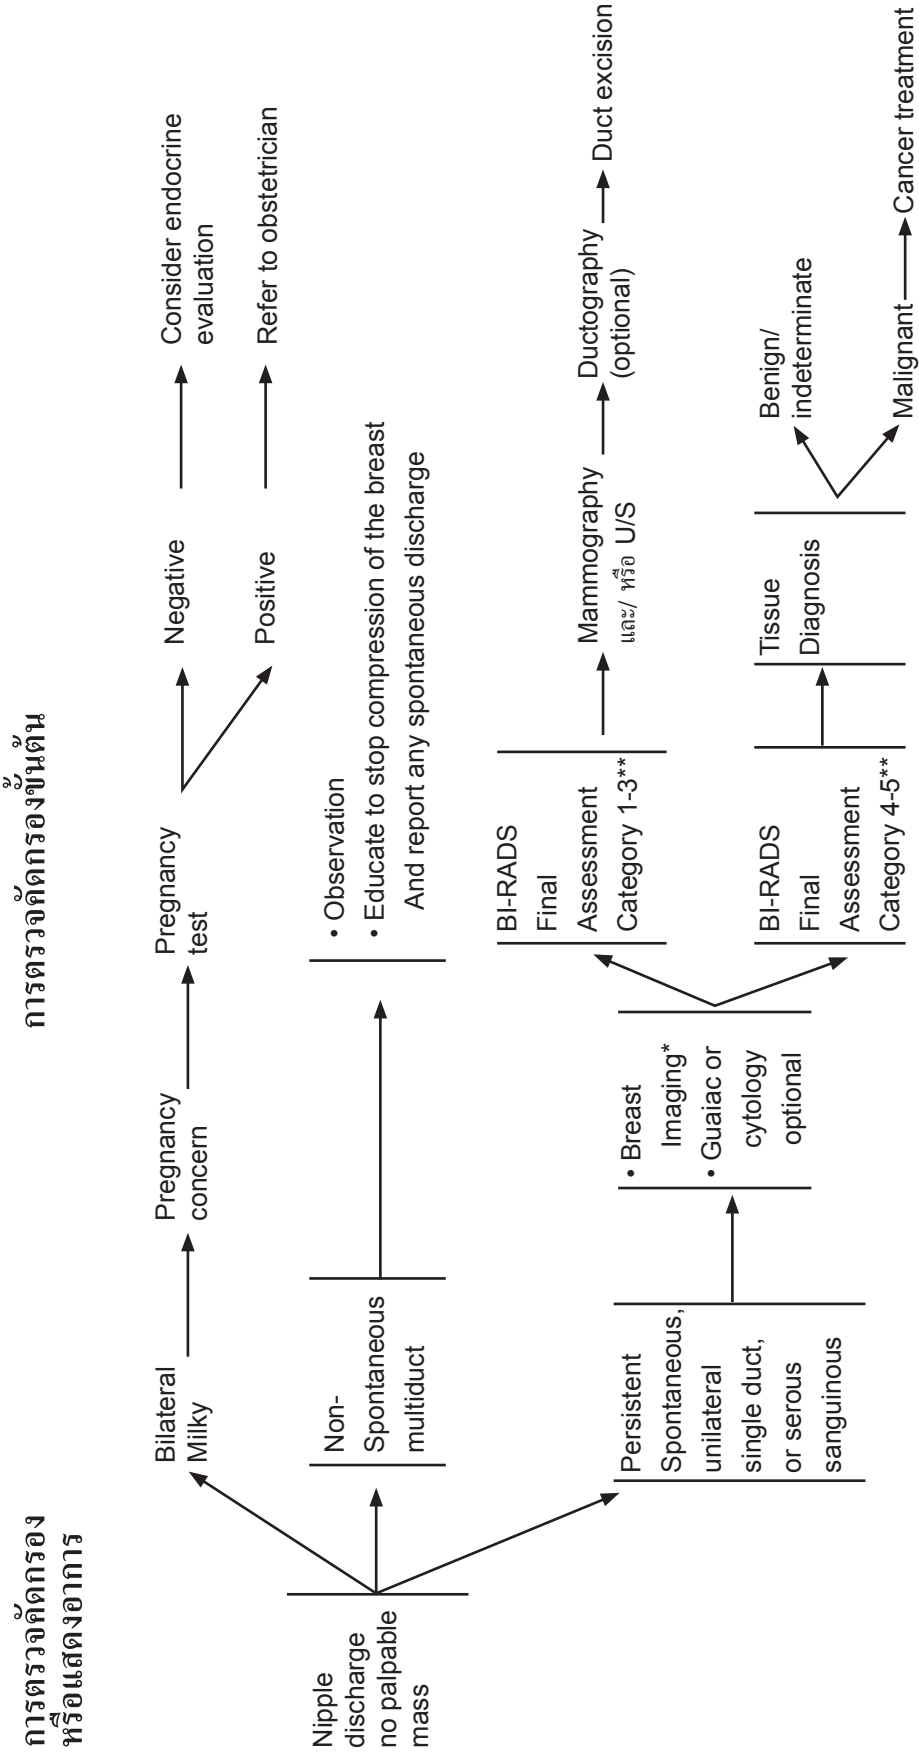 การตรวจคัดกรอง
หรือแสดงอาการ
การตรวจคัดกรองขั้นต้น
Nipple
discharge
no palpable
mass
Bilateral
Milky
Pregnancy
concern
Pregnancy
test
Negative
Consider endocrine
evaluation
Positive
Refer to obstetrician
Non-
Spontaneous
multiduct
• Observation
• Educate to stop compression of the breast
And report any spontaneous discharge
Persistent
Spontaneous,
unilateral
single duct,
or serous
sanguinous
• Breast
Imaging*
• Guaiac or
cytology
optional
BI-RADS
Final
Assessment
Category 1-3**
Mammography
และ/ หรือ U/S
Ductography
(optional)
Duct excision
BI-RADS
Final
Assessment
Category 4-5**
Tissue
Diagnosis
Benign/
indeterminate
Malignant
Cancer treatment